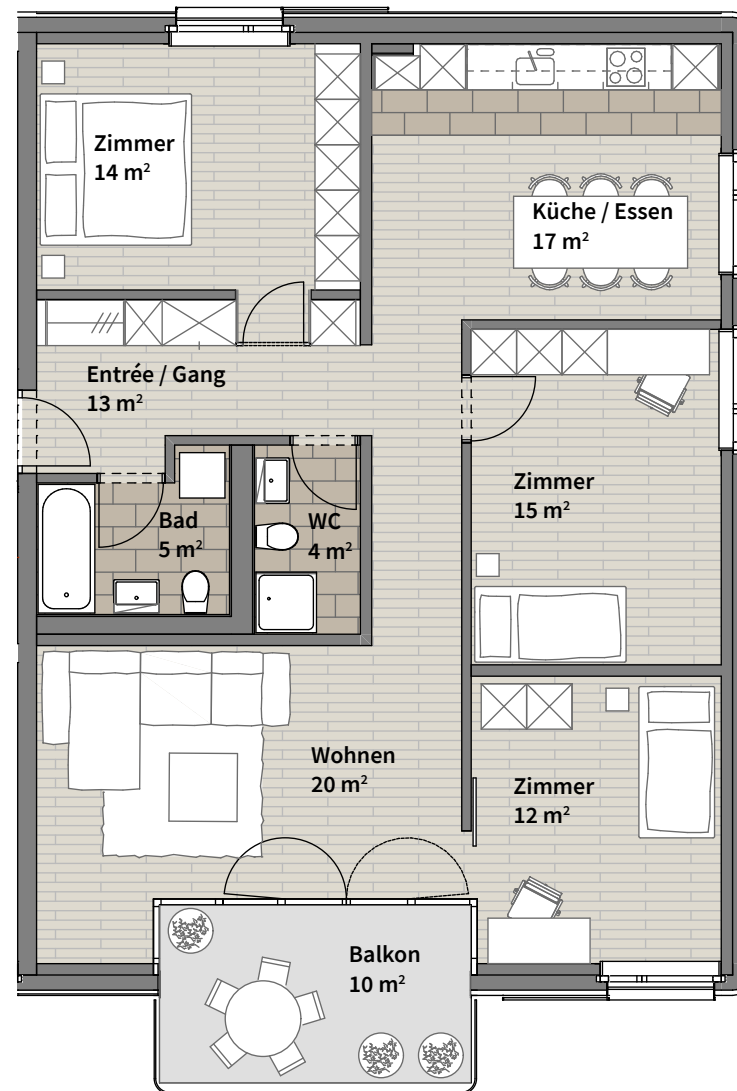 Zimmer
14 m²
Küche / Essen
17 m²
Entrée / Gang
13 m²
Zimmer
15 m²
Bad
5 m²
WC
4 m²
Wohnen
20 m²
Zimmer
12 m²
Balkon
10 m²